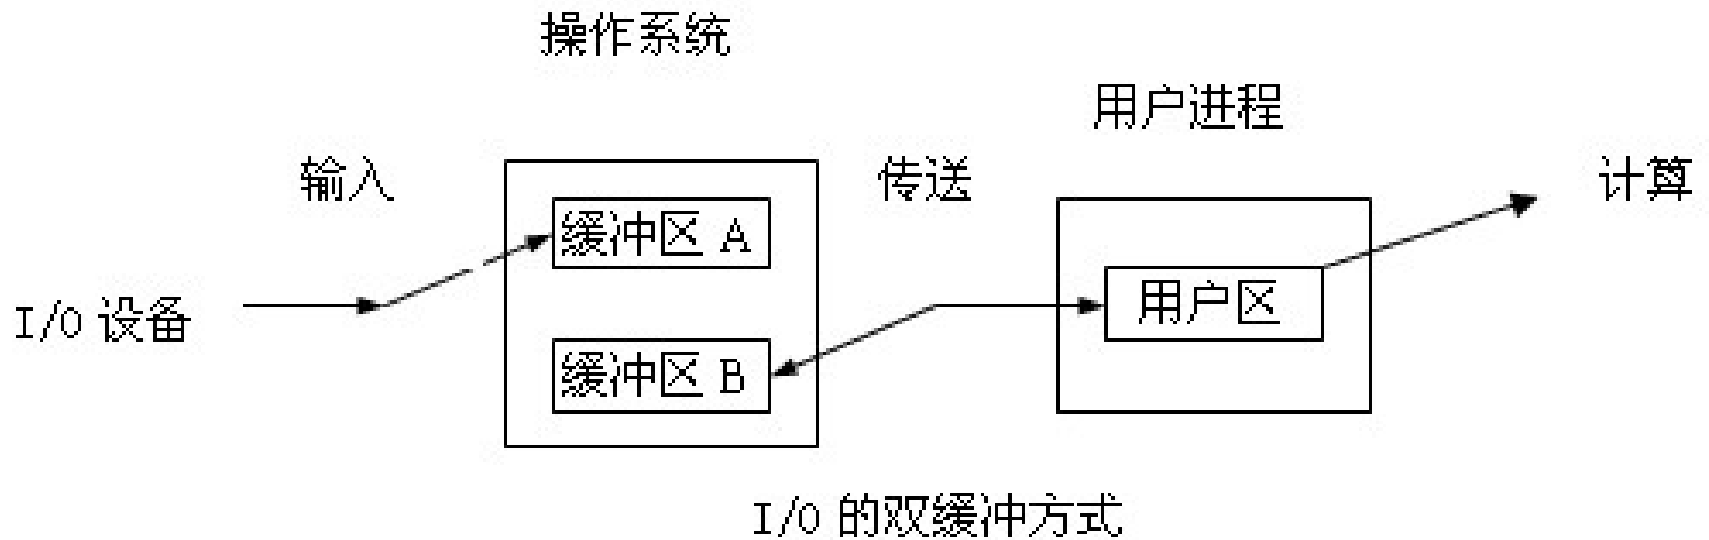 操作系统
用户进程
输入
传送
计算
缓冲区 A
I/O 设备
用户区
缓冲区 B
I/O 的双缓冲方式